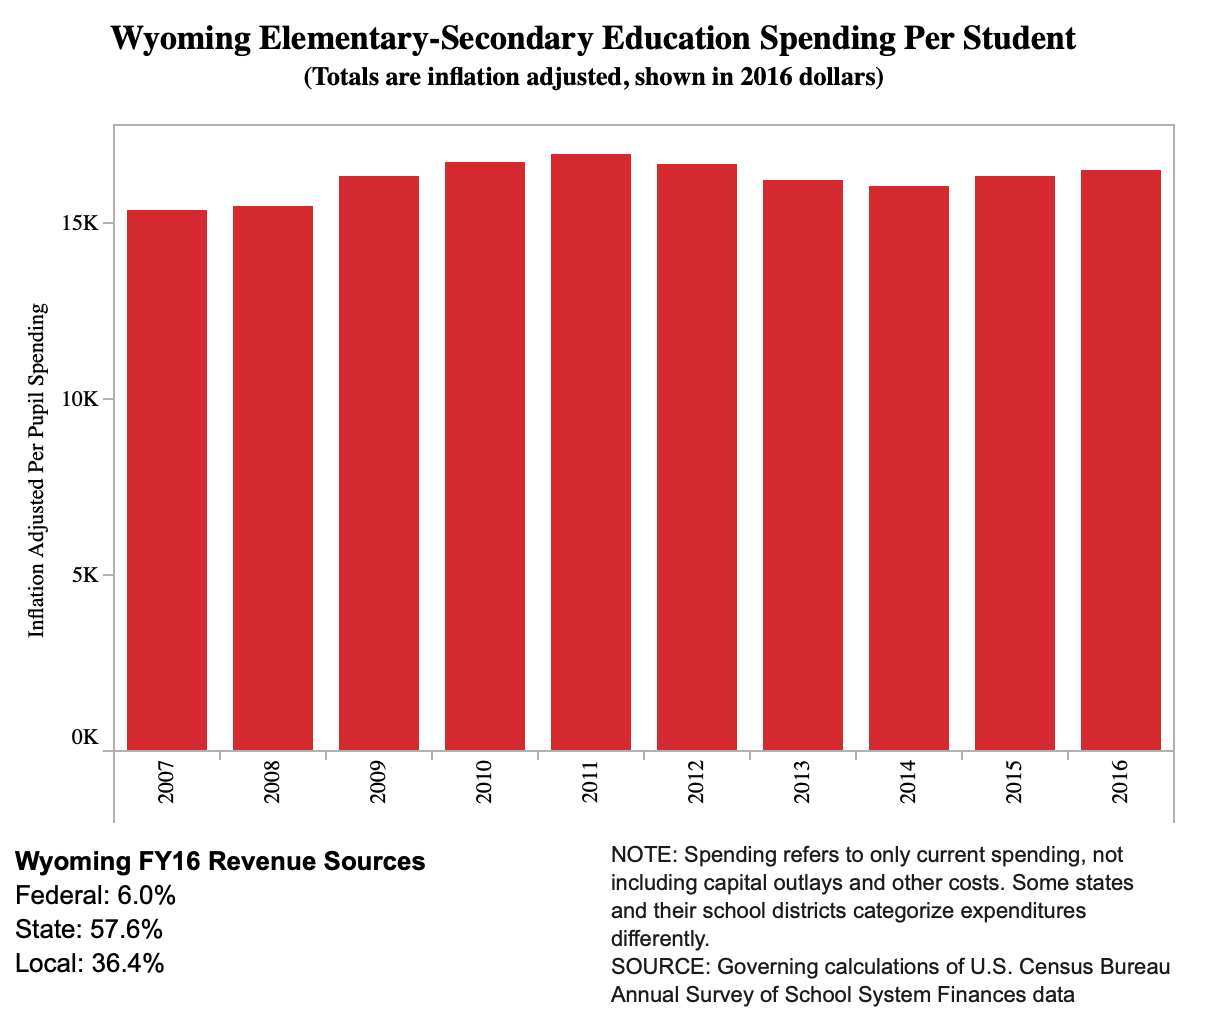 Wyoming Elementary-Secondary Education Spending Per Student
(Totals are inflation adjusted, shown in 2016 dollars)
Inflation Adjusted Per Pupil Spending
15K
10K
5K
0K
2007
2008
2009
2010
2011
2012
2013
2014
2015
2016
Wyoming FY16 Revenue Sources
Federal: 6.0%
State: 57.6%
Local: 36.4%
NOTE: Spending refers to only current spending, not
including capital outlays and other costs. Some states
and their school districts categorize expenditures
differently.
SOURCE: Governing calculations of U.S. Census Bureau
Annual Survey of School System Finances data